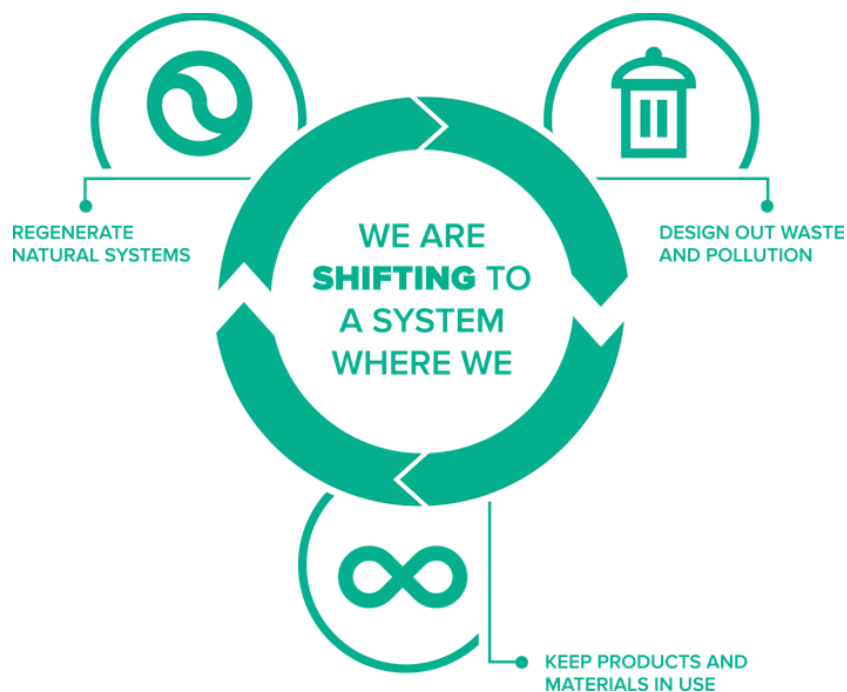 WE ARE
SHIFTING TO
A SYSTEM
WHERE WE
REGENERATE
NATURAL SYSTEMS
DESIGN OUT WASTE
AND POLLUTION
KEEP PRODUCTS AND
MATERIALS IN USE